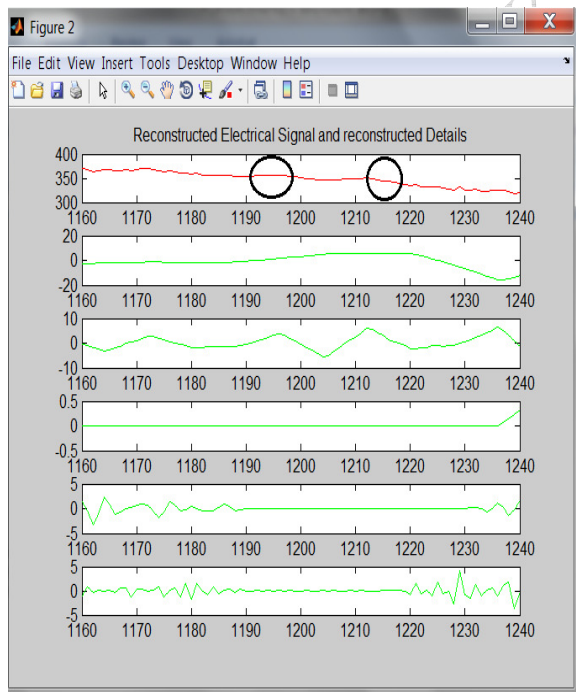 Figure 2
X
File Edit View Insert Tools Desktop Window Help
Reconstructed Electrical Signal and reconstructed Details
400
350
300
1160 1170 1180 1190 1200 1210 1220 1230 1240
20
0
-20
1160 1170 1180 1190 1200 1210 1220 1230 1240
10
0
-10
1160 1170 1180 1190 1200 1210 1220 1230 1240
0.5
0
-0.5
1160 1170 1180 1190 1200 1210 1220 1230 1240
5
0
-5
1160 1170 1180 1190 1200 1210 1220 1230 1240
5
0
-5
1160 1170 1180 1190 1200 1210 1220 1230 1240